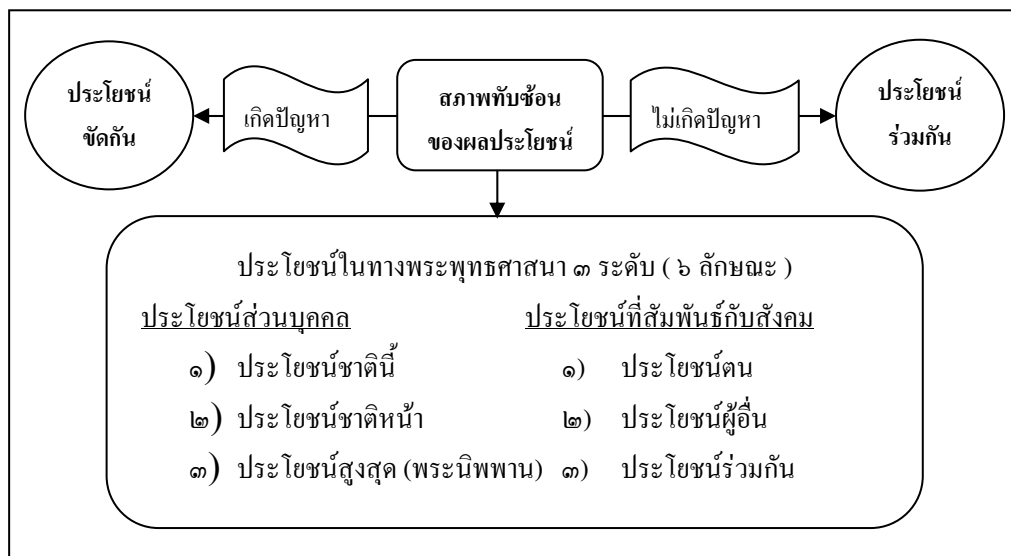 ประโยชน์
ขัดกัน
เกิดปัญหา
สภาพทับซ้อน
ของผลประโยชน์
ไม่เกิดปัญหา
ประโยชน์
ร่วมกัน
ประโยชน์ในทางพระพุทธศาสนา ๓ ระดับ ( ๖ ลักษณะ )
ประโยชน์ส่วนบุคคล
๑) ประโยชน์ชาตินี้
๒) ประโยชน์ชาติหน้า
๓) ประโยชน์สูงสุด (พระนิพพาน)
ประโยชน์ที่สัมพันธ์กับสังคม
๑) ประโยชน์ตน
๒) ประโยชน์ผู้อื่น
๓) ประโยชน์ร่วมกัน